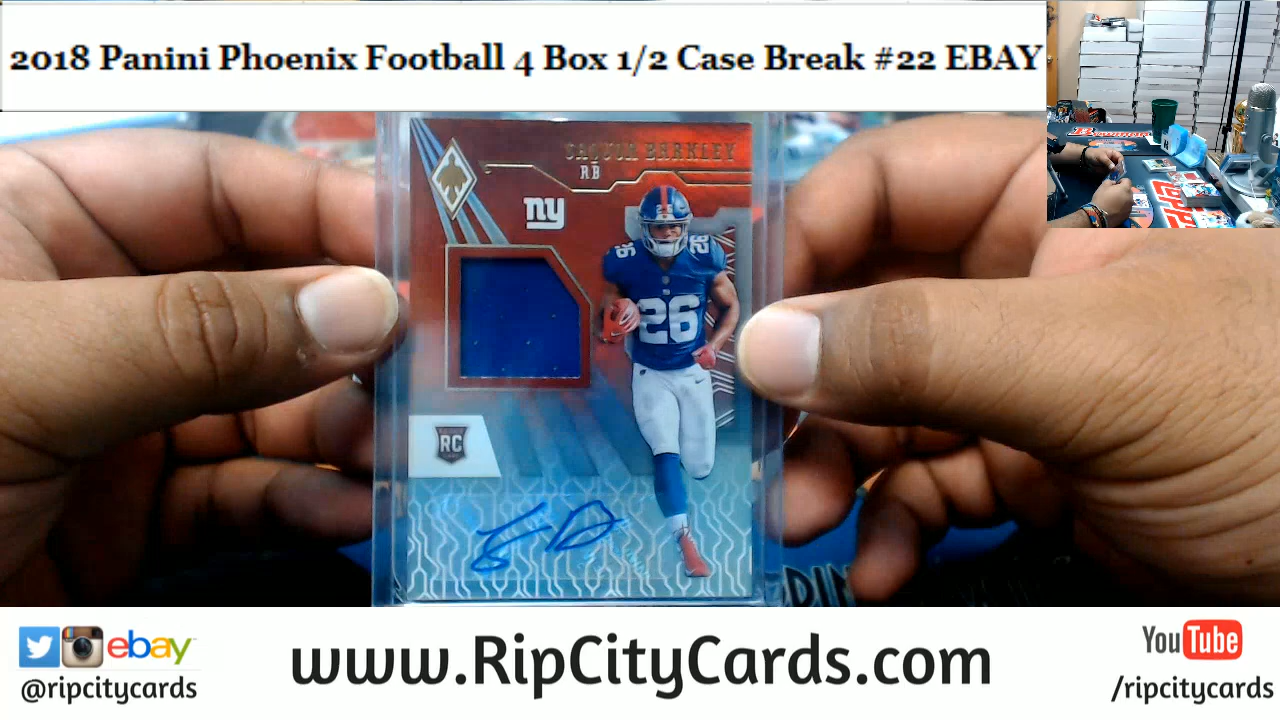 2018 Panini Phoenix Football 4 Box 1/2 Case Break #22 EBAY
SAQUON BARKLEY
RB
ny
26
28
26
RC
ebay
@ripcitycards
www.RipCityCards.com
YouTube
/ripcitycards